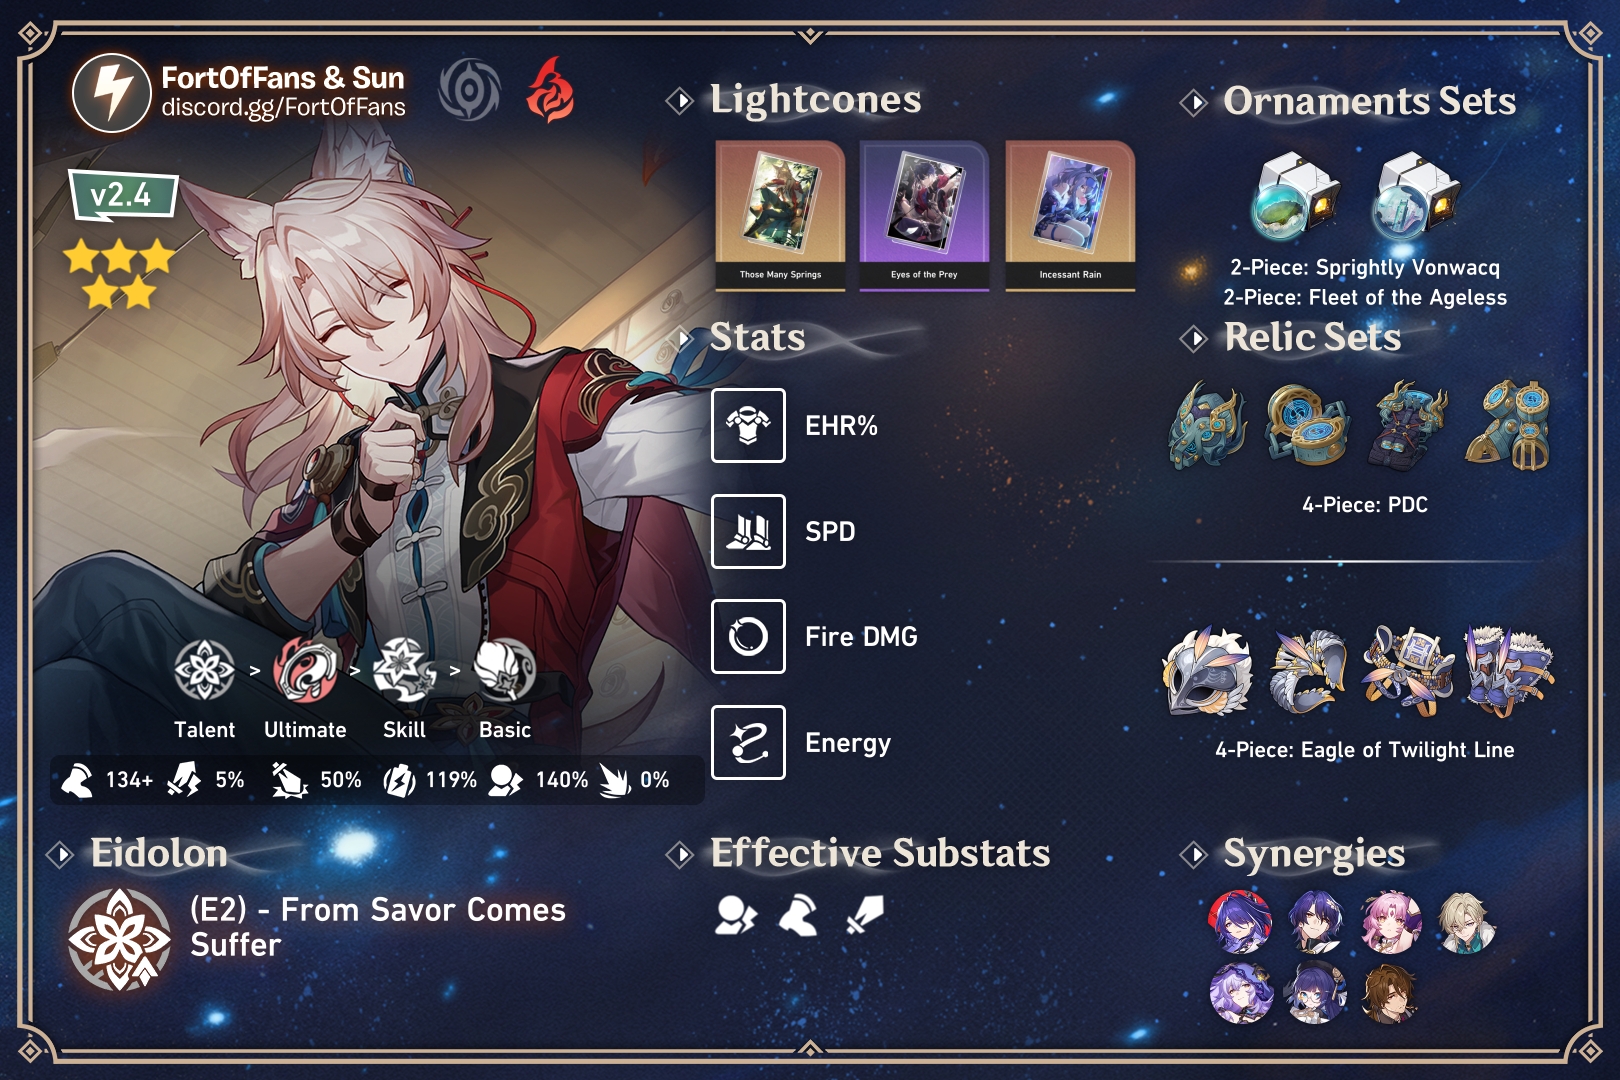 FortOfFans & Sun
discord.gg/FortOfFans
v2.4
Talent > Ultimate > Skill > Basic
134+ 5% 50% 119% 140% 0%
Eidolon
(E2) - From Savor Comes
Suffer
Lightcones
Those Many Springs
Eyes of the Prey
Incessant Rain
Stats
EHR%
SPD
Fire DMG
Energy
Effective Substats
Ornaments Sets
2-Piece: Sprightly Vonwacq
2-Piece: Fleet of the Ageless
Relic Sets
4-Piece: PDC
4-Piece: Eagle of Twilight Line
Synergies